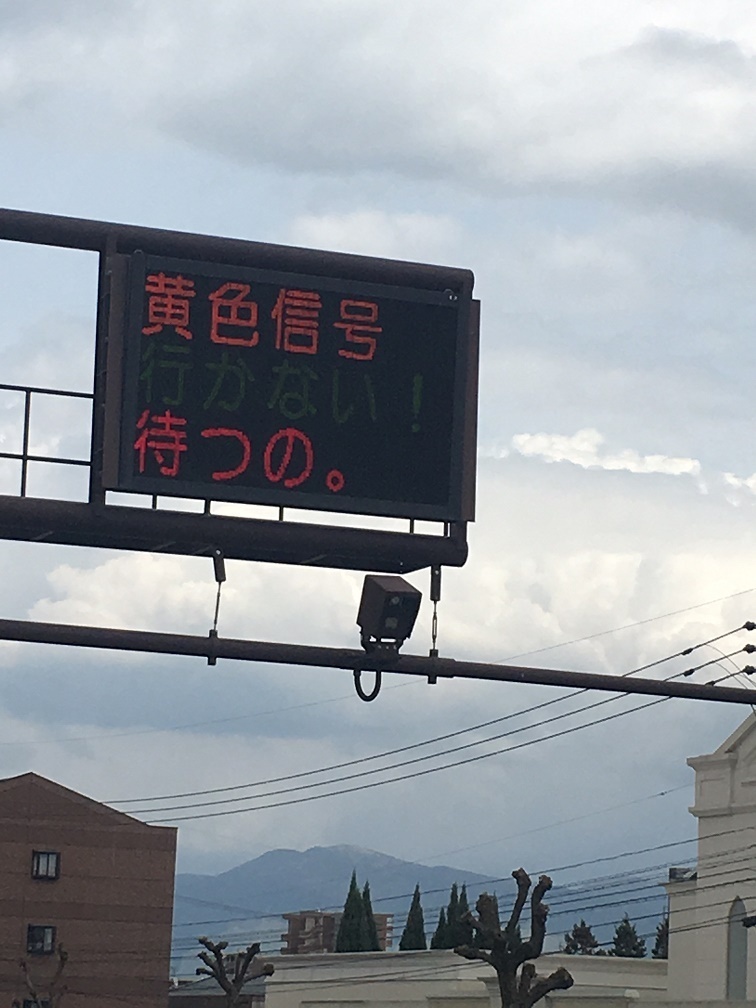 黄色信号
行かない！
待つの。